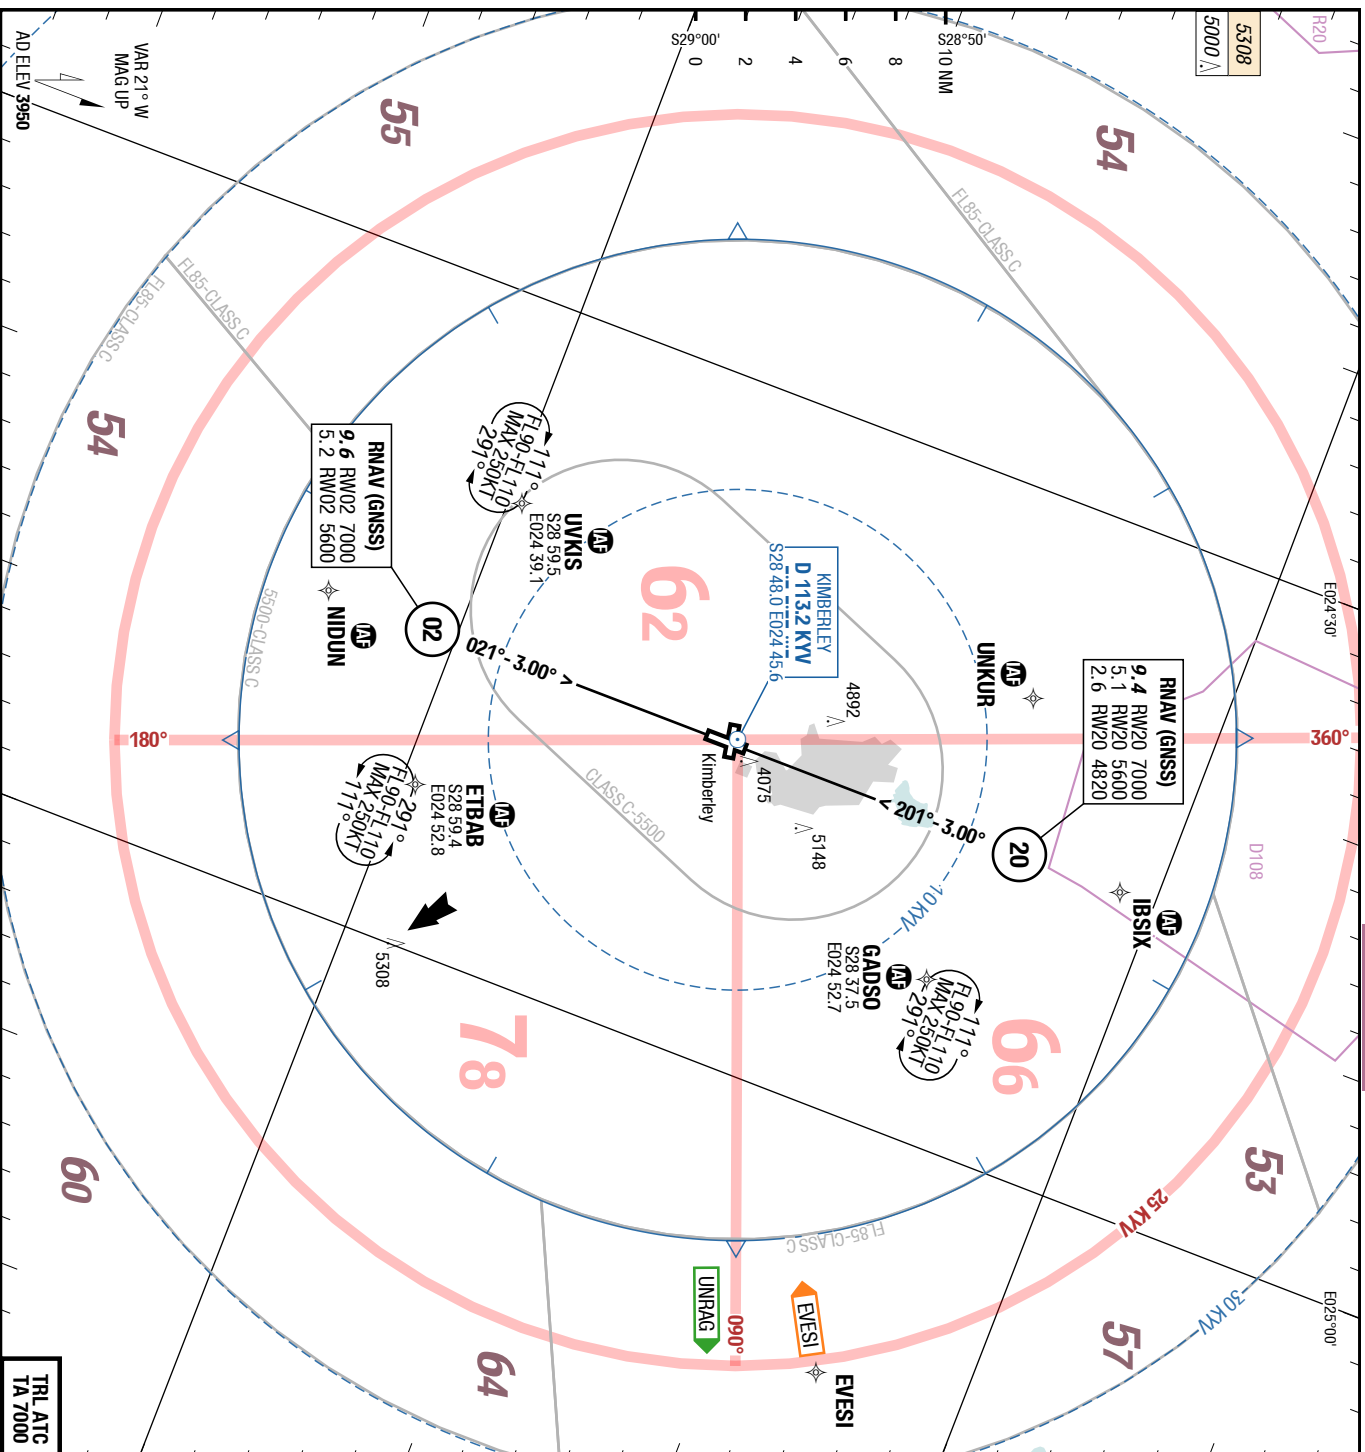 R20
5308
5000
S28°50'
10 NM
8
6
4
2
0
S29°00'
VAR 21° W
MAG UP
AD ELEV 3950
54
55
54
60
64
57
53
FL85-CLASS C
FL85-CLASS C
FL85-CLASS C
FL85-CLASS C
5500-CLASS C
CLASS C-5500
E024°30'
E025°00'
360°
180°
090°
RNAV (GNSS)
9.4 RW20 7000
5.1 RW20 5600
2.6 RW20 4820
20
< 201°-3.00°
D108
IAF
UNKUR
IAF
IBSIX
KIMBERLEY
D 113.2 KYV
S28 48.0 E024 45.6
4892
4075
5148
Kimberley
10 KYV
62
66
78
IAF
GADSO
S28 37.5
E024 52.7
111°
FL90-FL110
MAX 250KT
291°
IAF
UVKIS
S28 59.5
E024 39.1
111°
FL90-FL110
MAX 250KT
291°
RNAV (GNSS)
9.6 RW02 7000
5.2 RW02 5600
02
021°-3.00° >
IAF
NIDUN
IAF
ETBAB
S28 59.4
E024 52.8
291°
FL90-FL110
MAX 250KT
111°
5308
25 KYV
30 KYV
EVESI
EVESI
UNRAG
TRL ATC
TA 7000